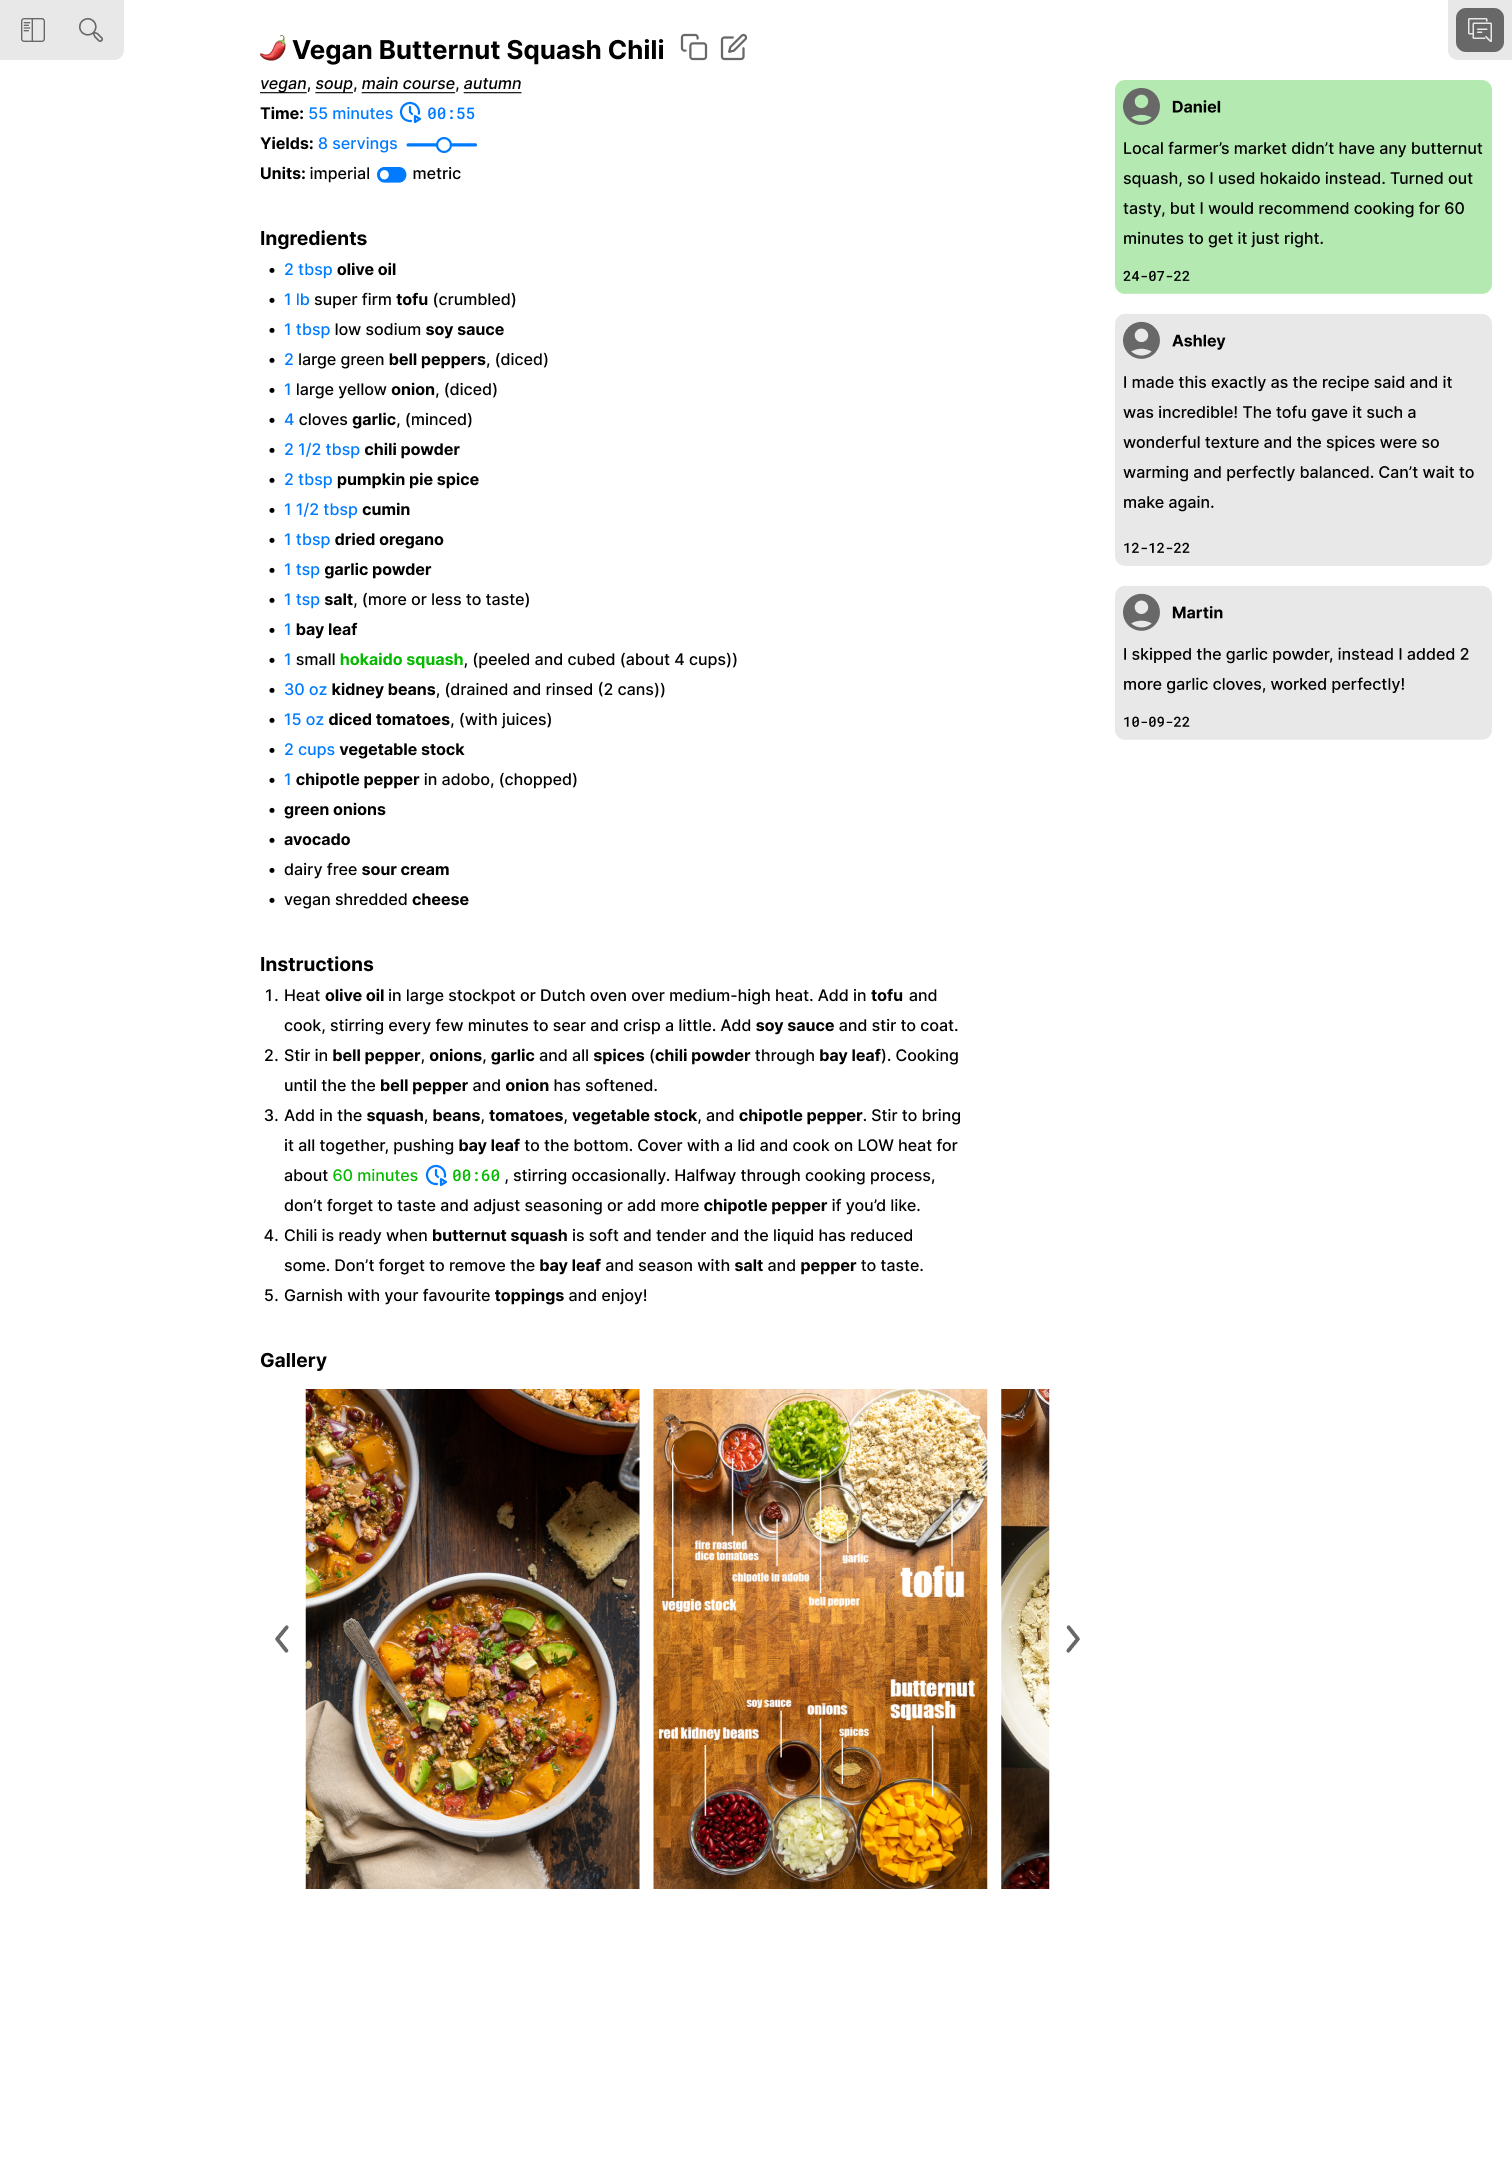 Vegan Butternut Squash Chili
vegan, soup, main course, autumn
Time: 55 minutes 00:55
Yields: 8 servings
Units: imperial metric
Ingredients
• 2 tbsp olive oil
• 1 lb super firm tofu (crumbled)
• 1 tbsp low sodium soy sauce
• 2 large green bell peppers, (diced)
• 1 large yellow onion, (diced)
• 4 cloves garlic, (minced)
• 2 1/2 tbsp chili powder
• 2 tbsp pumpkin pie spice
• 1 1/2 tbsp cumin
• 1 tbsp dried oregano
• 1 tsp garlic powder
• 1 tsp salt, (more or less to taste)
• 1 bay leaf
• 1 small hokaido squash, (peeled and cubed (about 4 cups))
• 30 oz kidney beans, (drained and rinsed (2 cans))
• 15 oz diced tomatoes, (with juices)
• 2 cups vegetable stock
• 1 chipotle pepper in adobo, (chopped)
• green onions
• avocado
• dairy free sour cream
• vegan shredded cheese
Instructions
1. Heat olive oil in large stockpot or Dutch oven over medium-high heat. Add in tofu and
cook, stirring every few minutes to sear and crisp a little. Add soy sauce and stir to coat.
2. Stir in bell pepper, onions, garlic and all spices (chili powder through bay leaf). Cooking
until the the bell pepper and onion has softened.
3. Add in the squash, beans, tomatoes, vegetable stock, and chipotle pepper. Stir to bring
it all together, pushing bay leaf to the bottom. Cover with a lid and cook on LOW heat for
about 60 minutes 00:60 , stirring occasionally. Halfway through cooking process,
don't forget to taste and adjust seasoning or add more chipotle pepper if you'd like.
4. Chili is ready when butternut squash is soft and tender and the liquid has reduced
some. Don't forget to remove the bay leaf and season with salt and pepper to taste.
5. Garnish with your favourite toppings and enjoy!
Gallery
fire roasted
dice tomatoes
garlic
chipotle in adobo
tofu
veggie stock
bell pepper
butternut
squash
soy sauce
onions
red kidney beans
spices
Daniel
Local farmer's market didn't have any butternut
squash, so I used hokaido instead. Turned out
tasty, but I would recommend cooking for 60
minutes to get it just right.
24-07-22
Ashley
I made this exactly as the recipe said and it
was incredible! The tofu gave it such a
wonderful texture and the spices were so
warming and perfectly balanced. Can't wait to
make again.
12-12-22
Martin
I skipped the garlic powder, instead I added 2
more garlic cloves, worked perfectly!
10-09-22